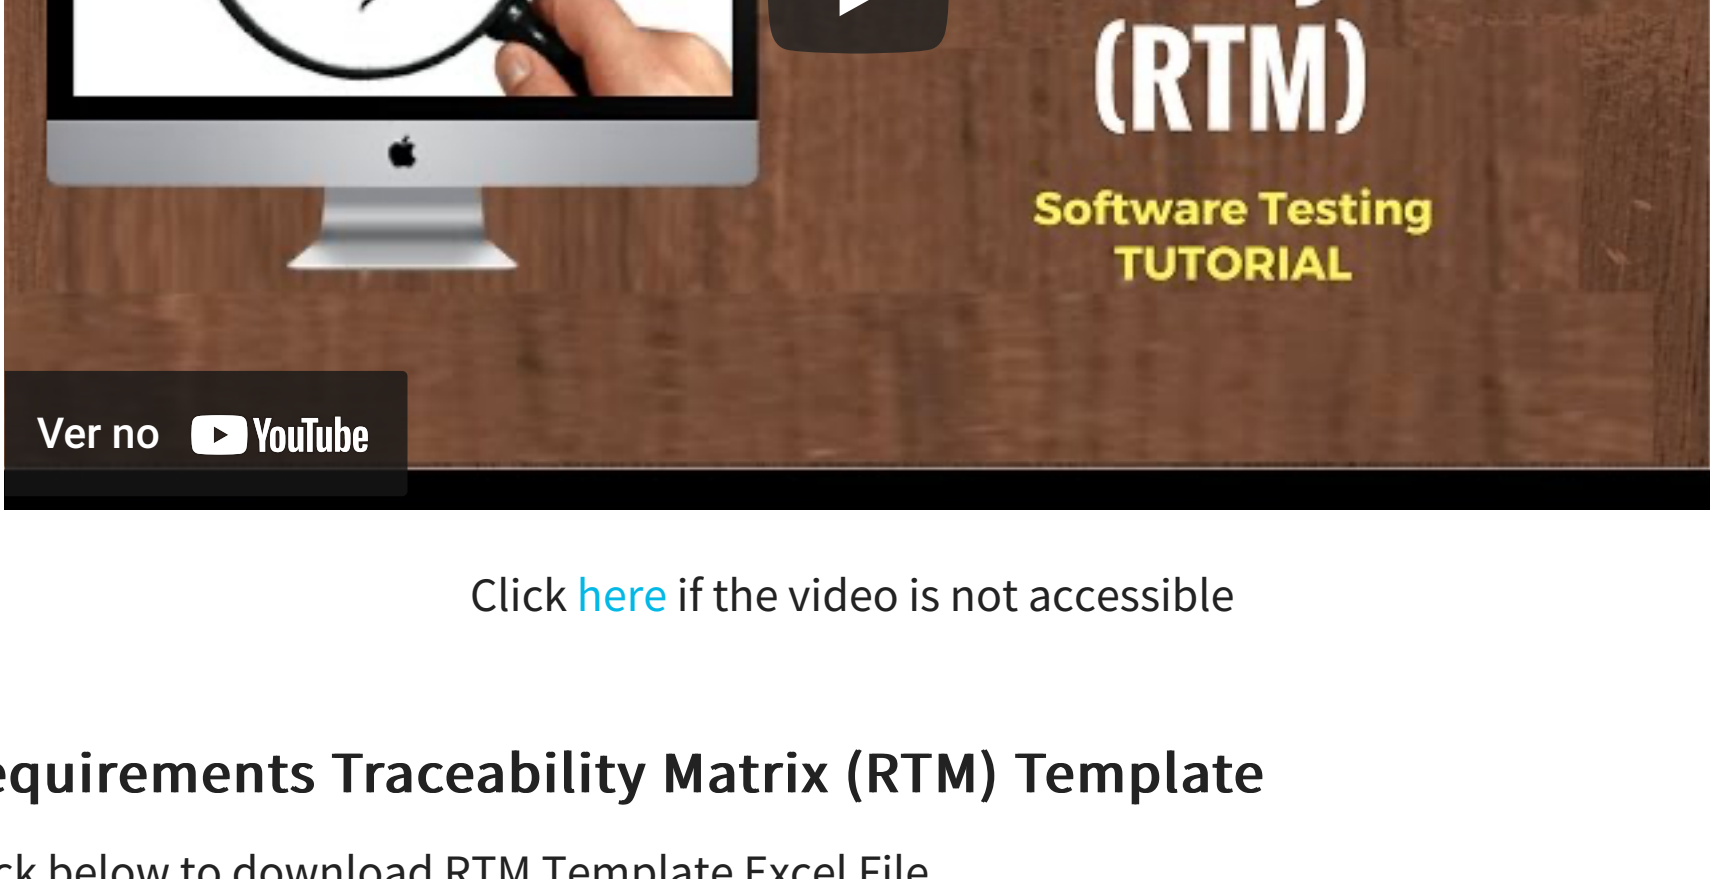 (RTM)
Software Testing
TUTORIAL
Ver no YouTube
Click here if the video is not accessible
equirements Traceability Matrix (RTM) Template
ck below to download RTM Template Excel File